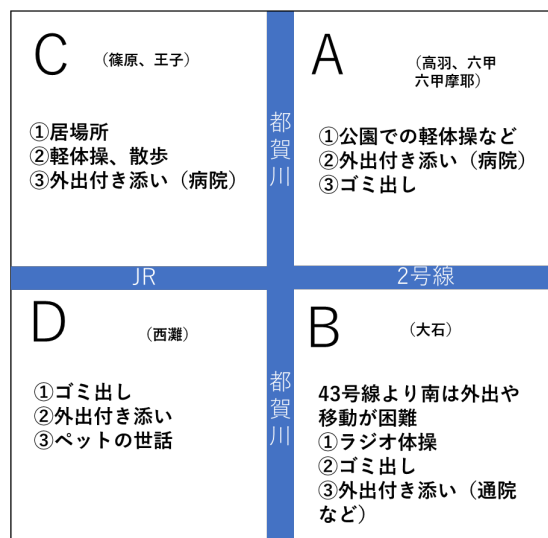 C
（篠原、王子）
①居場所
②軽体操、散歩
③外出付き添い（病院）
都賀川
A
（高羽、六甲
六甲摩耶）
①公園での軽体操など
②外出付き添い（病院）
③ゴミ出し
JR
2号線
D
（西灘）
①ゴミ出し
②外出付き添い
③ペットの世話
都賀川
B
（大石）
43号線より南は外出や
移動が困難
①ラジオ体操
②ゴミ出し
③外出付き添い（通院
など）